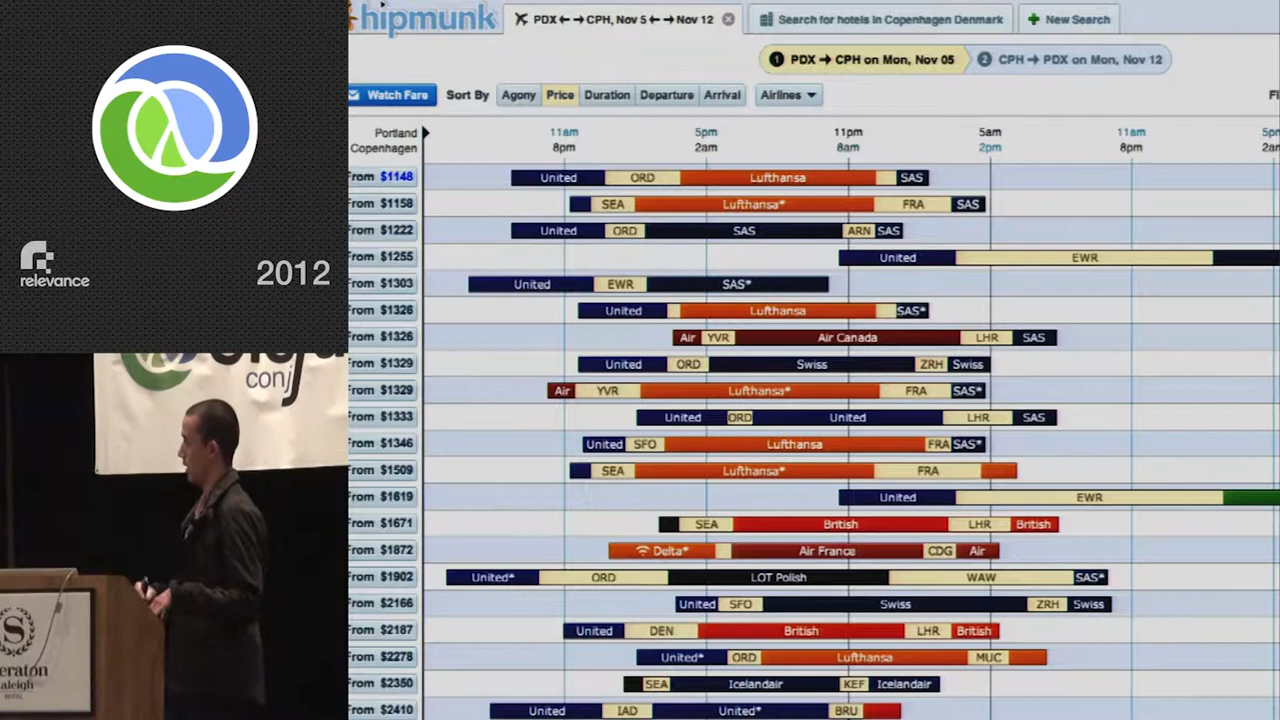 relevance
2012
conj
S
Sheraton
Raleigh
HOTEL
hipmunk
PDX ←→ CPH, Nov 5 ←→ Nov 12
Search for hotels in Copenhagen Denmark
New Search
1 PDX → CPH on Mon, Nov 05
2 CPH → PDX on Mon, Nov 12
Watch Fare
Sort By Agony Price Duration Departure Arrival Airlines
Portland 11am 5pm 11pm 5am 11am 5pm
Copenhagen 8pm 2am 8am 2pm 8pm 2am
From $1148 United ORD Lufthansa SAS
From $1158 SEA Lufthansa* FRA SAS
From $1222 United ORD SAS ARN SAS
From $1255 United EWR
From $1303 United EWR SAS*
From $1326 United Lufthansa SAS*
From $1326 Air YVR Air Canada LHR SAS
From $1329 United ORD Swiss ZRH Swiss
From $1329 Air YVR Lufthansa* FRA SAS*
From $1333 United ORD United LHR SAS
From $1346 United SFO Lufthansa FRA SAS*
From $1509 SEA Lufthansa* FRA
From $1619 United EWR
From $1671 SEA British LHR British
From $1872 Delta* Air France CDG Air
From $1902 United* ORD LOT Polish WAW SAS*
From $2166 United SFO Swiss ZRH Swiss
From $2187 United DEN British LHR British
From $2278 United* ORD Lufthansa MUC
From $2350 SEA Icelandair KEF Icelandair
From $2410 United IAD United* BRU